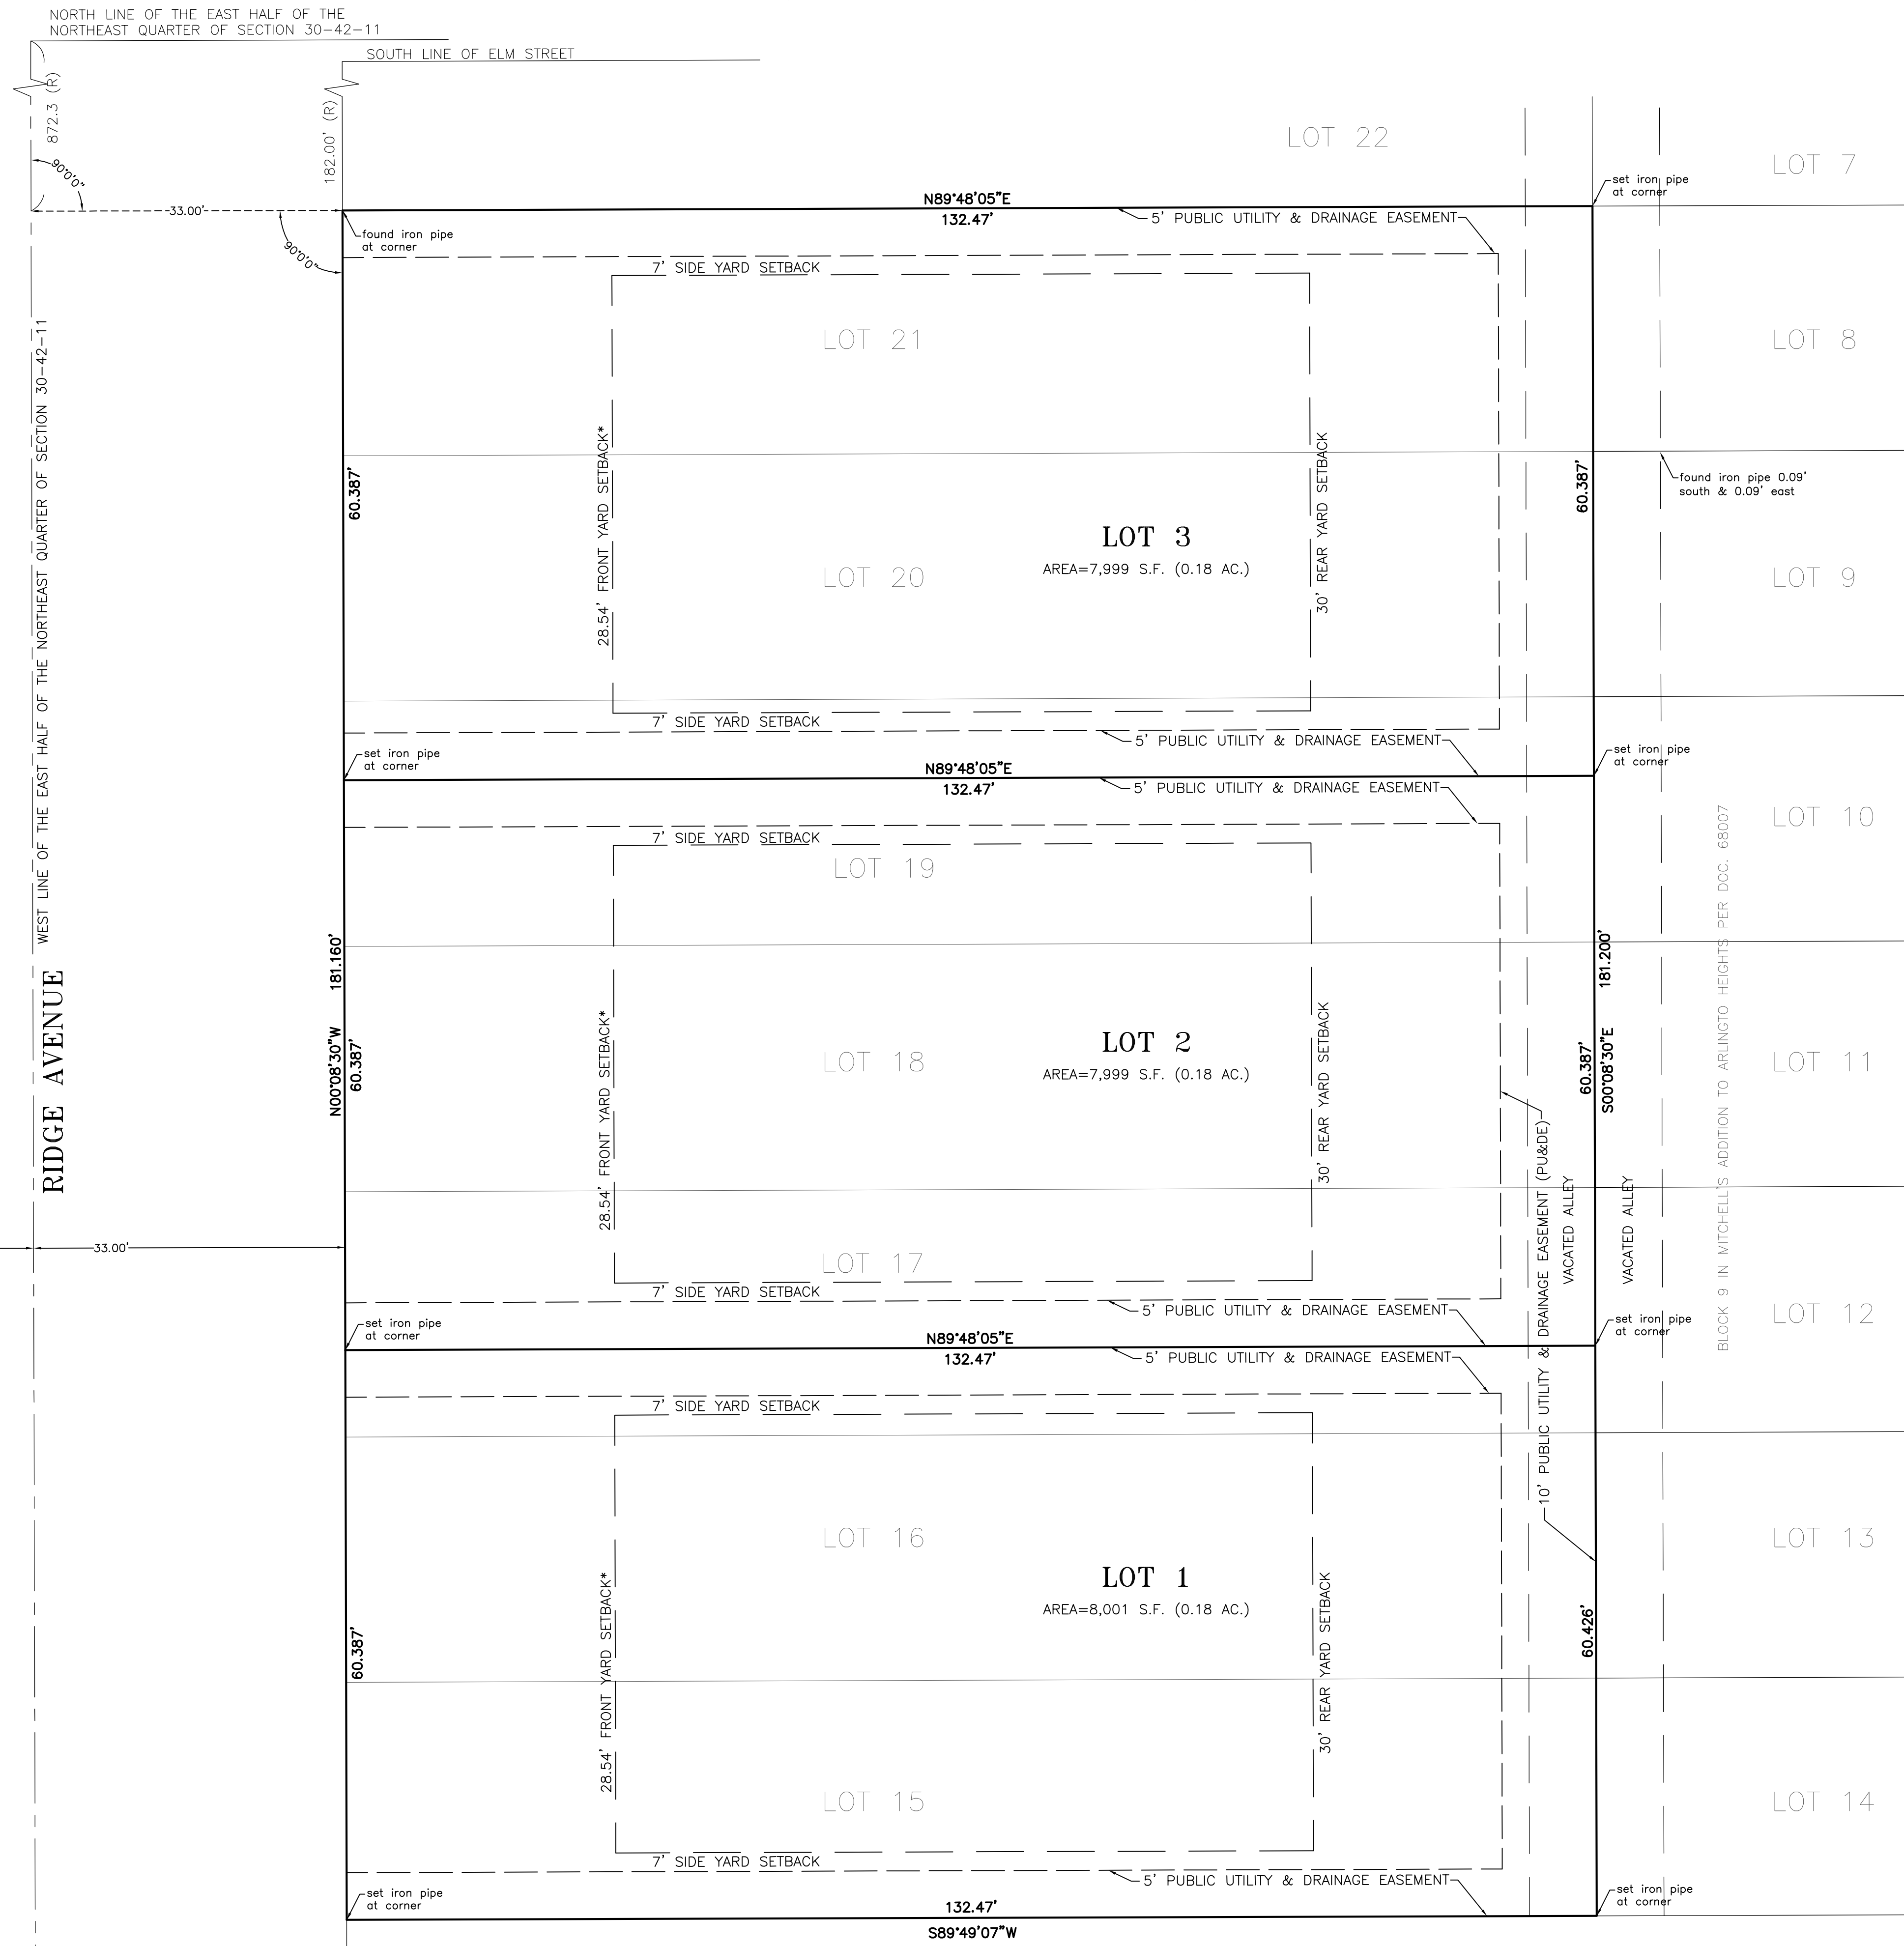 NORTH LINE OF THE EAST HALF OF THE
NORTHEAST QUARTER OF SECTION 30-42-11
SOUTH LINE OF ELM STREET
872.3 (R)
182.00' (R)
90°0'0"
33.00'
90°0'0"
LOT 22
LOT 7
set iron pipe
at corner
N89°48'05"E
132.47'
5' PUBLIC UTILITY & DRAINAGE EASEMENT
found iron pipe
at corner
7' SIDE YARD SETBACK
LOT 21
LOT 8
WEST LINE OF THE EAST HALF OF THE NORTHEAST QUARTER OF SECTION 30-42-11
60.387'
28.54' FRONT YARD SETBACK*
30' REAR YARD SETBACK
60.387'
found iron pipe 0.09'
south & 0.09' east
LOT 3
AREA=7,999 S.F. (0.18 AC.)
LOT 20
LOT 9
7' SIDE YARD SETBACK
5' PUBLIC UTILITY & DRAINAGE EASEMENT
set iron pipe
at corner
set iron pipe
at corner
N89°48'05"E
132.47'
5' PUBLIC UTILITY & DRAINAGE EASEMENT
7' SIDE YARD SETBACK
LOT 19
LOT 10
BLOCK 9 IN MITCHELL'S ADDITION TO ARLINGTO HEIGHTS PER DOC. 68007
RIDGE AVENUE
N00°08'30"W 181.160'
60.387'
28.54' FRONT YARD SETBACK*
LOT 18
LOT 2
AREA=7,999 S.F. (0.18 AC.)
30' REAR YARD SETBACK
60.387'
S00°08'30"E 181.200'
LOT 11
10' PUBLIC UTILITY & DRAINAGE EASEMENT (PU&DE)
VACATED ALLEY
VACATED ALLEY
33.00'
LOT 17
7' SIDE YARD SETBACK
5' PUBLIC UTILITY & DRAINAGE EASEMENT
LOT 12
set iron pipe
at corner
set iron pipe
at corner
N89°48'05"E
132.47'
5' PUBLIC UTILITY & DRAINAGE EASEMENT
7' SIDE YARD SETBACK
LOT 16
LOT 13
LOT 1
AREA=8,001 S.F. (0.18 AC.)
60.387'
28.54' FRONT YARD SETBACK*
30' REAR YARD SETBACK
60.426'
LOT 15
LOT 14
7' SIDE YARD SETBACK
5' PUBLIC UTILITY & DRAINAGE EASEMENT
set iron pipe
at corner
set iron pipe
at corner
132.47'
S89°49'07"W